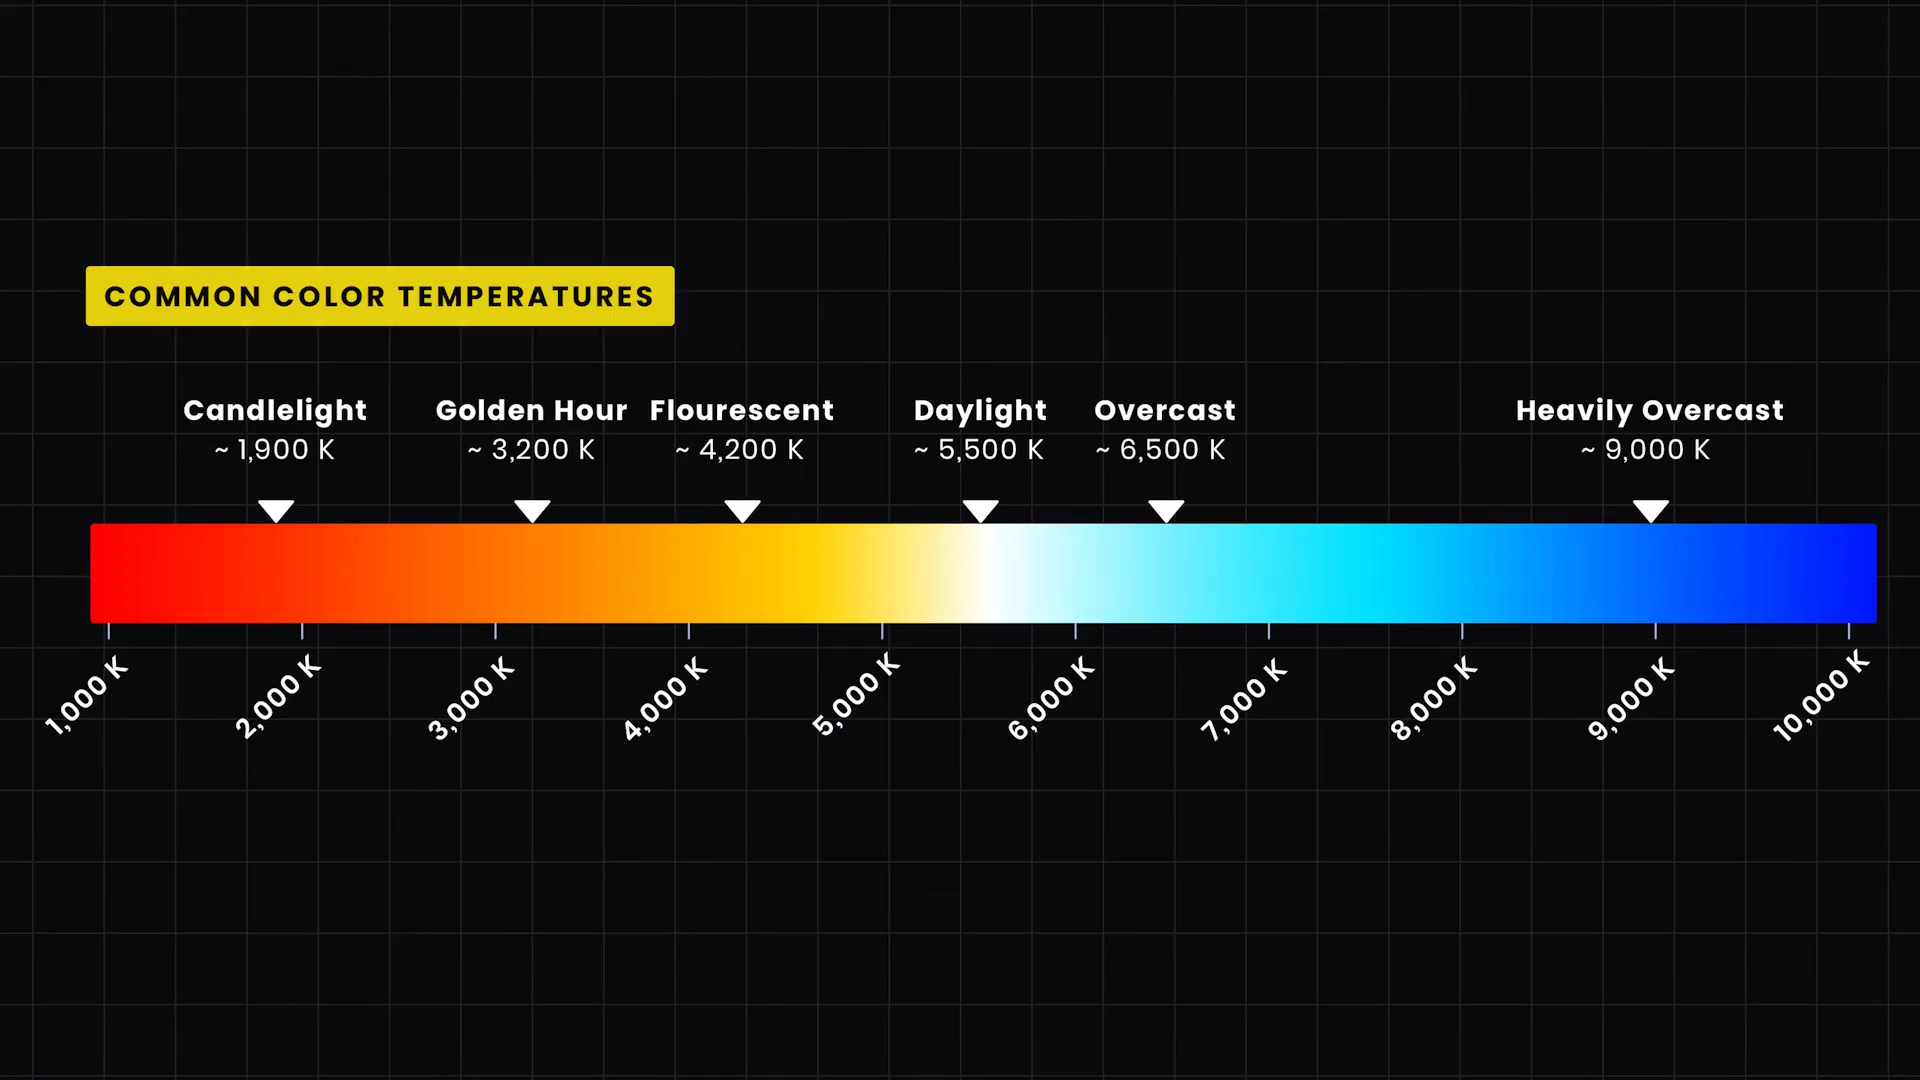 COMMON COLOR TEMPERATURES
Candlelight
~ 1,900 K
Golden Hour
~ 3,200 K
Flourescent
~ 4,200 K
Daylight
~ 5,500 K
Overcast
~ 6,500 K
Heavily Overcast
~ 9,000 K
1,000 K
2,000 K
3,000 K
4,000 K
5,000 K
6,000 K
7,000 K
8,000 K
9,000 K
10,000 K